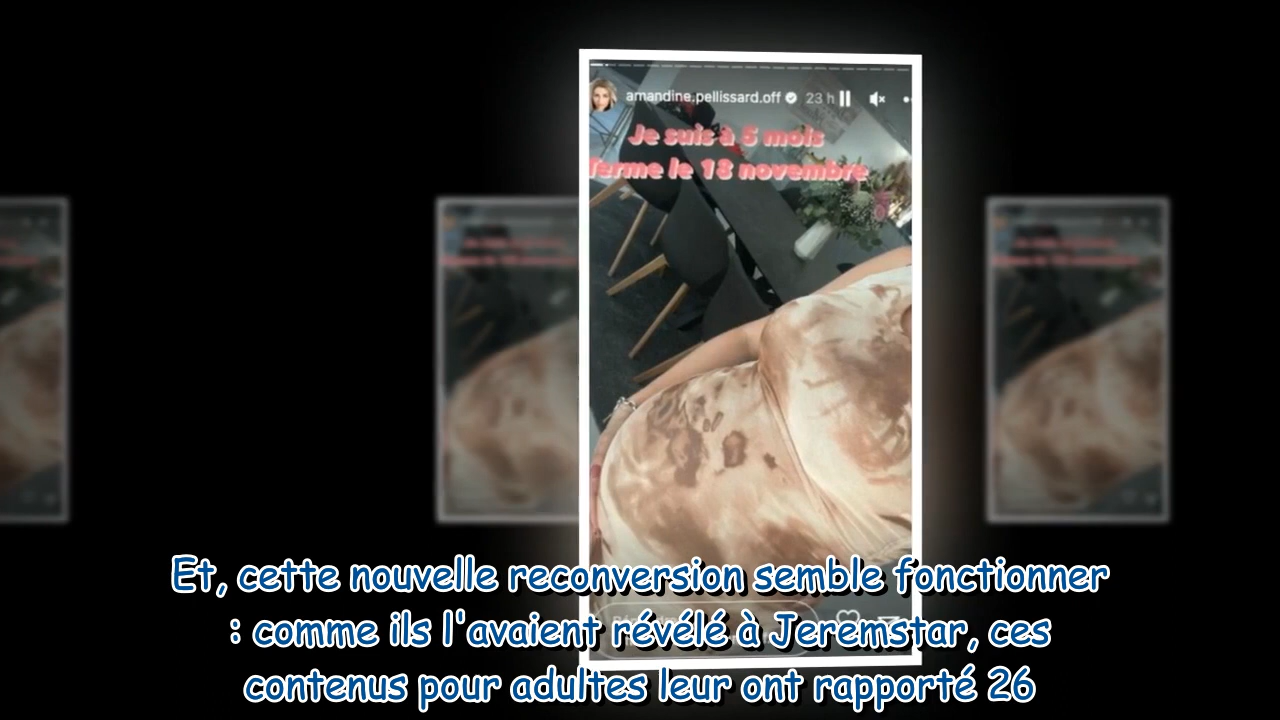 amandine.pellissard.off 23 h
Je suis à 5 mois
Terme le 18 novembre
Et, cette nouvelle reconversion semble fonctionner
: comme ils l'avaient révélé à Jeremstar, ces
contenus pour adultes leur ont rapporté 26